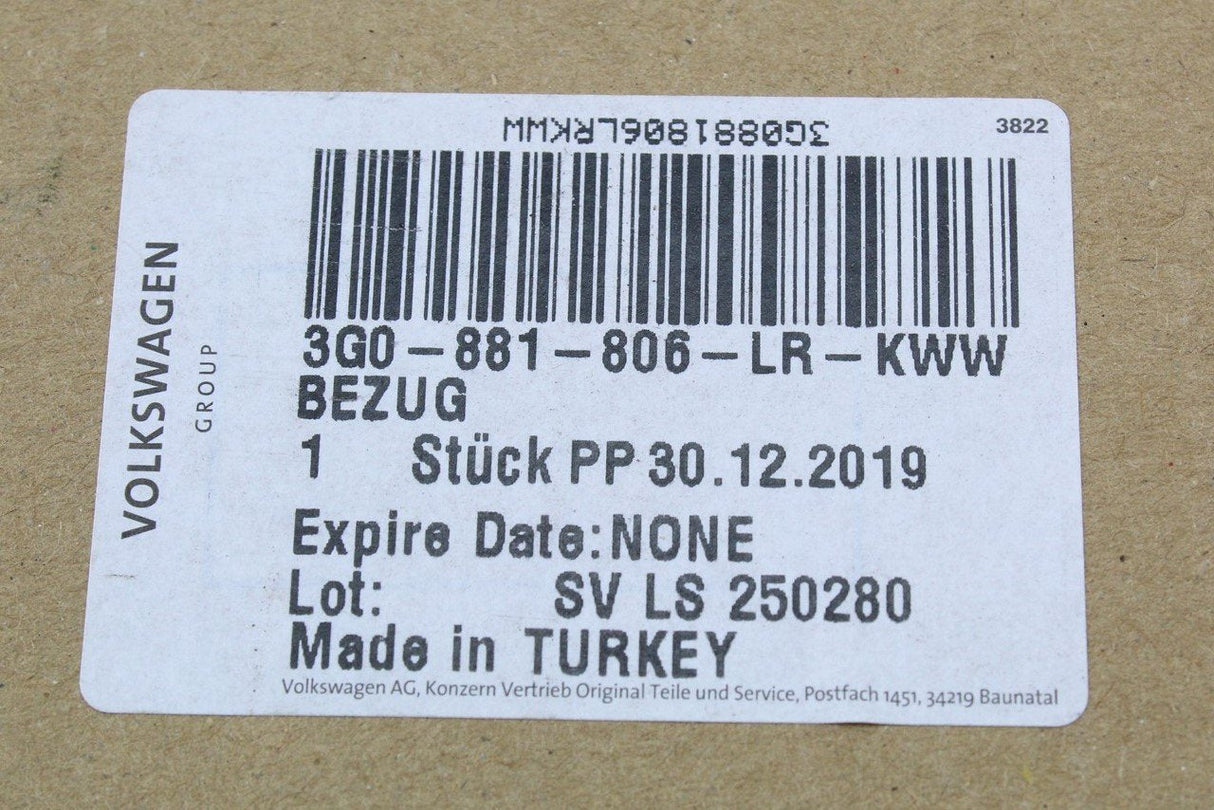 3G0881806LRKWW
3822
VOLKSWAGEN
GROUP
3G0-881-806-LR-KWW
BEZUG
1 Stück PP 30.12.2019
Expire Date:NONE
Lot: SV LS 250280
Made in TURKEY
Volkswagen AG, Konzern Vertrieb Original Teile und Service, Postfach 1451, 34219 Baunatal